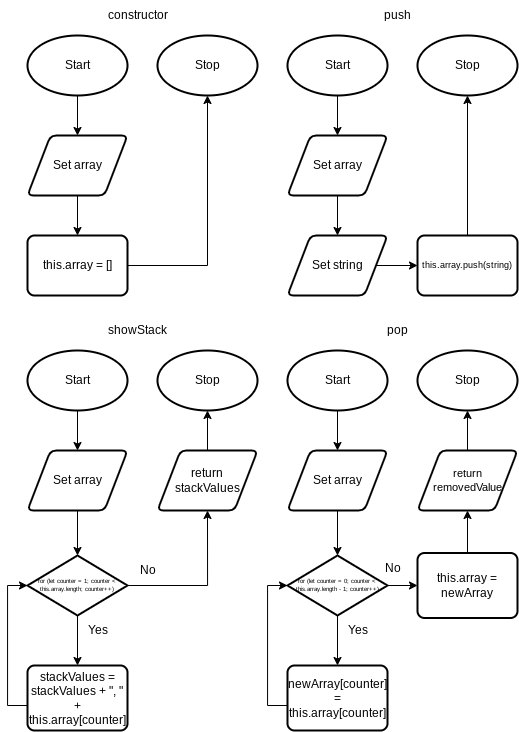 constructor
Start
Stop
Set array
this.array = []
push
Start
Stop
Set array
Set string
this.array.push(string)
showStack
Start
Stop
Set array
return
stackValues
for (let counter = 1; counter <
this.array.length; counter++)
No
Yes
stackValues =
stackValues + ", "
+
this.array[counter]
pop
Start
Stop
Set array
return
removedValue
for (let counter = 0; counter <
this.array.length - 1; counter++)
No
this.array =
newArray
Yes
newArray[counter]
=
this.array[counter]